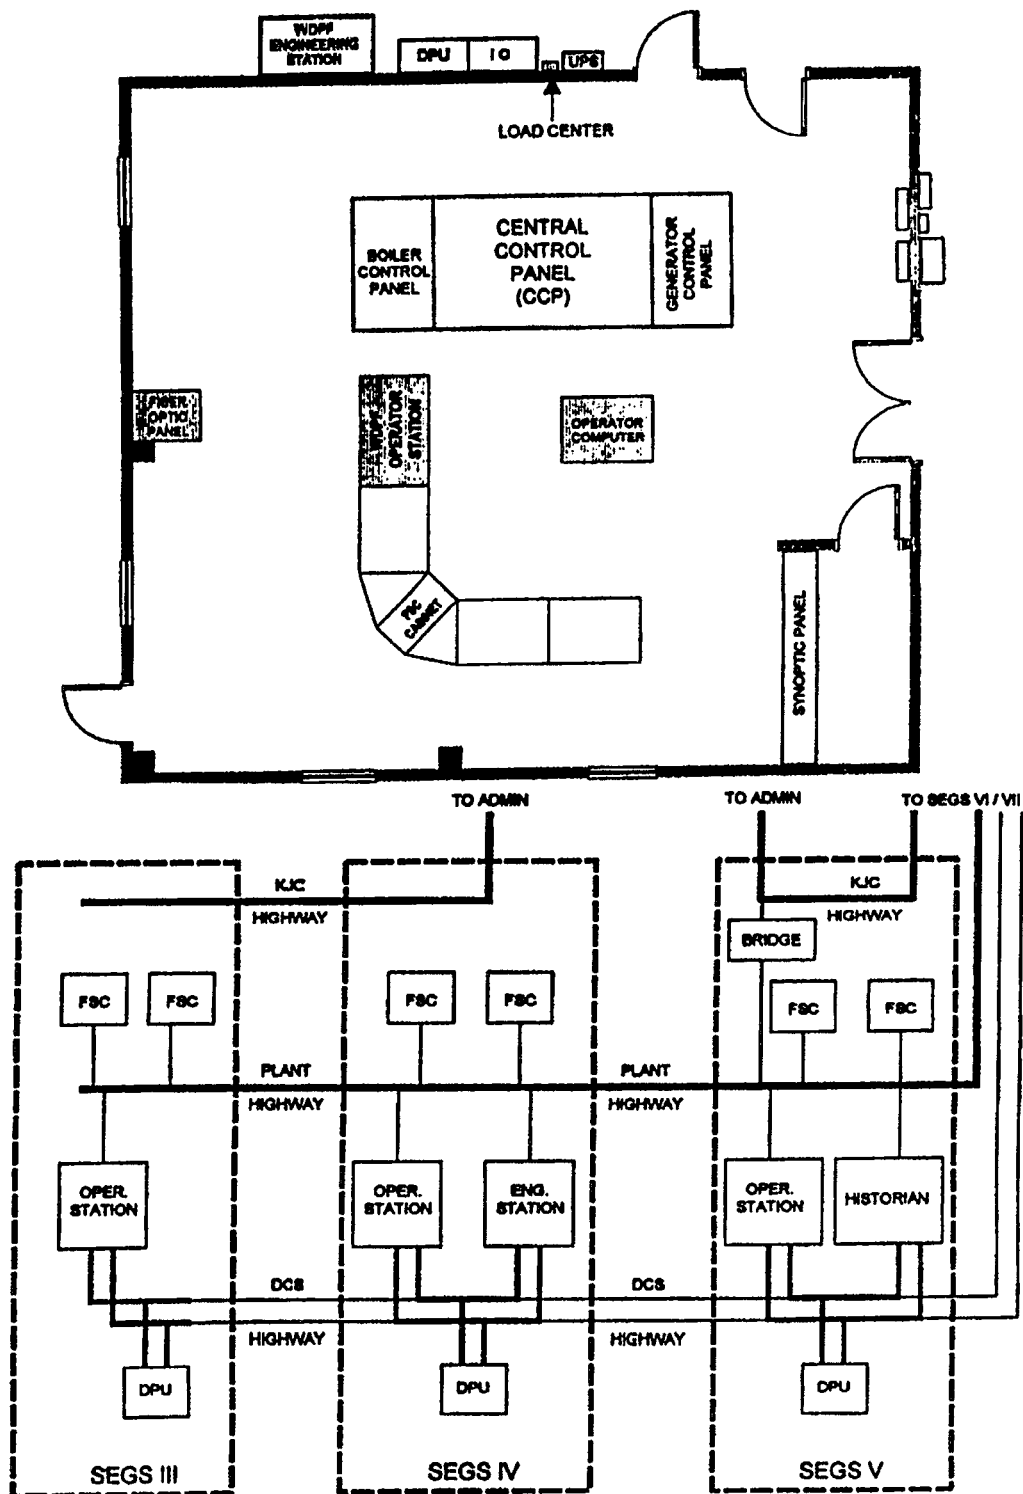 WDPF
ENGINEERING
STATION
DPU
I O
UPS
LOAD CENTER
BOILER
CONTROL
PANEL
CENTRAL
CONTROL
PANEL
(CCP)
GENERATOR
CONTROL
PANEL
FIBER
OPTIC
PANEL
WDPF
OPERATOR
STATION
OPERATOR
COMPUTER
FSC
CABINET
SYNOPTIC PANEL
TO ADMIN
TO ADMIN
TO SEGS VI / VII
KJC
HIGHWAY
KJC
HIGHWAY
BRIDGE
FSC
FSC
FSC
FSC
FSC
FSC
PLANT
HIGHWAY
PLANT
HIGHWAY
OPER.
STATION
OPER.
STATION
ENG.
STATION
OPER.
STATION
HISTORIAN
DCS
HIGHWAY
DCS
HIGHWAY
DPU
DPU
DPU
SEGS III
SEGS IV
SEGS V